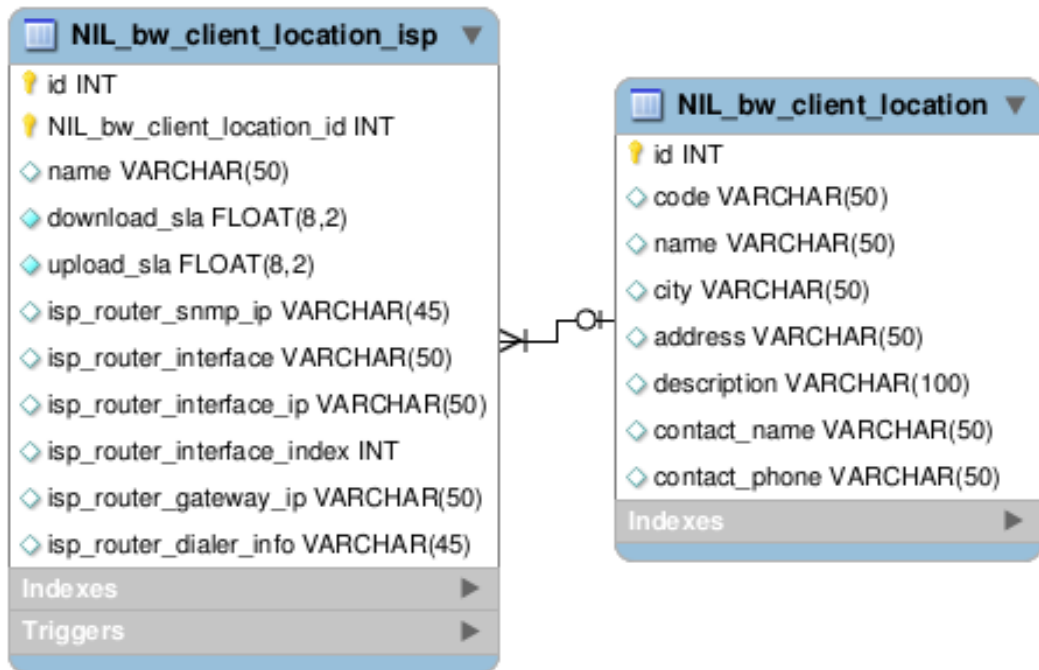 NIL_bw_client_location_isp
id INT
NIL_bw_client_location_id INT
name VARCHAR(50)
download_sla FLOAT(8,2)
upload_sla FLOAT(8,2)
isp_router_snmp_ip VARCHAR(45)
isp_router_interface VARCHAR(50)
isp_router_interface_ip VARCHAR(50)
isp_router_interface_index INT
isp_router_gateway_ip VARCHAR(50)
isp_router_dialer_info VARCHAR(45)
Indexes
Triggers
NIL_bw_client_location
id INT
code VARCHAR(50)
name VARCHAR(50)
city VARCHAR(50)
address VARCHAR(50)
description VARCHAR(100)
contact_name VARCHAR(50)
contact_phone VARCHAR(50)
Indexes